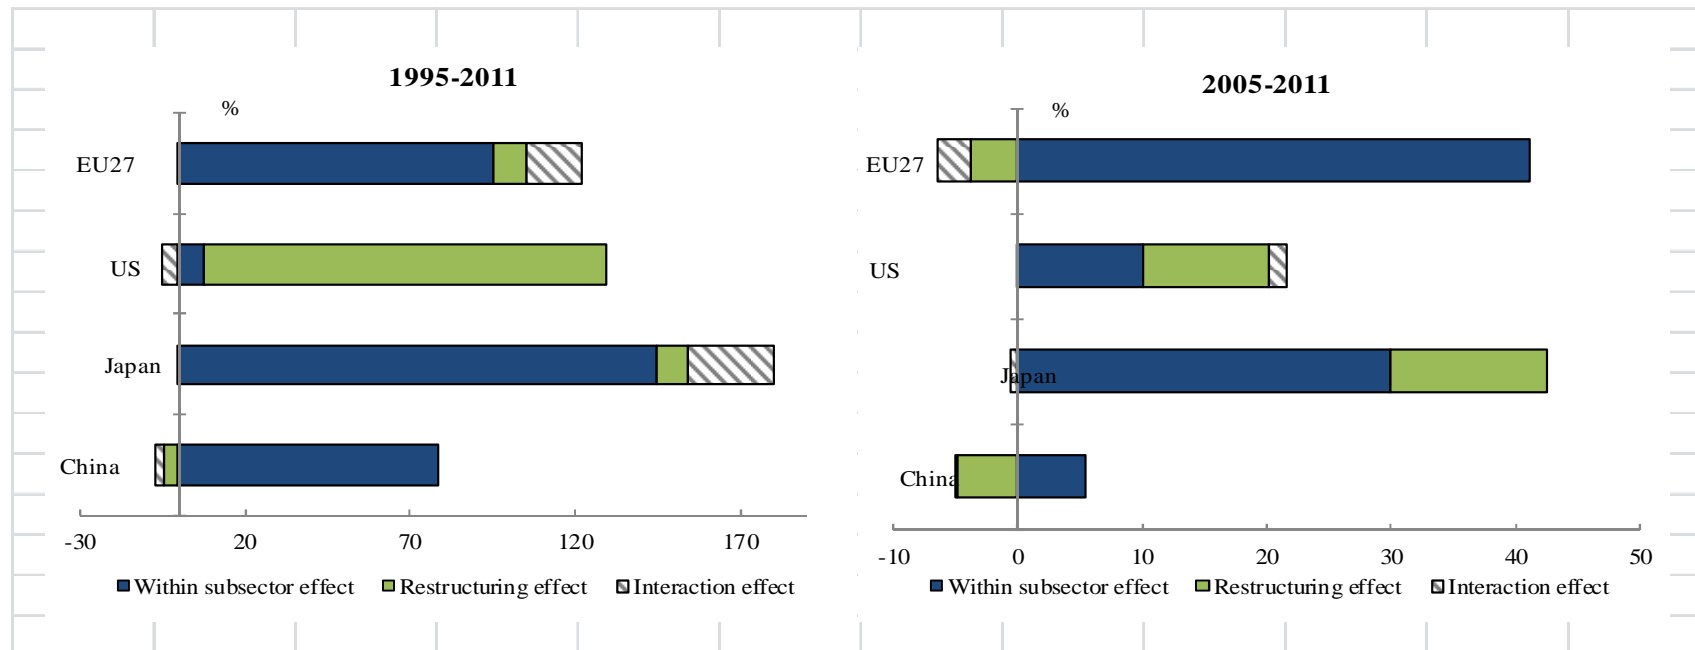 1995-2011
%
EU27
US
Japan
China
-30 20 70 120 170
Within subsector effect Restructuring effect Interaction effect
2005-2011
%
EU27
US
Japan
China
-10 0 10 20 30 40 50
Within subsector effect Restructuring effect Interaction effect